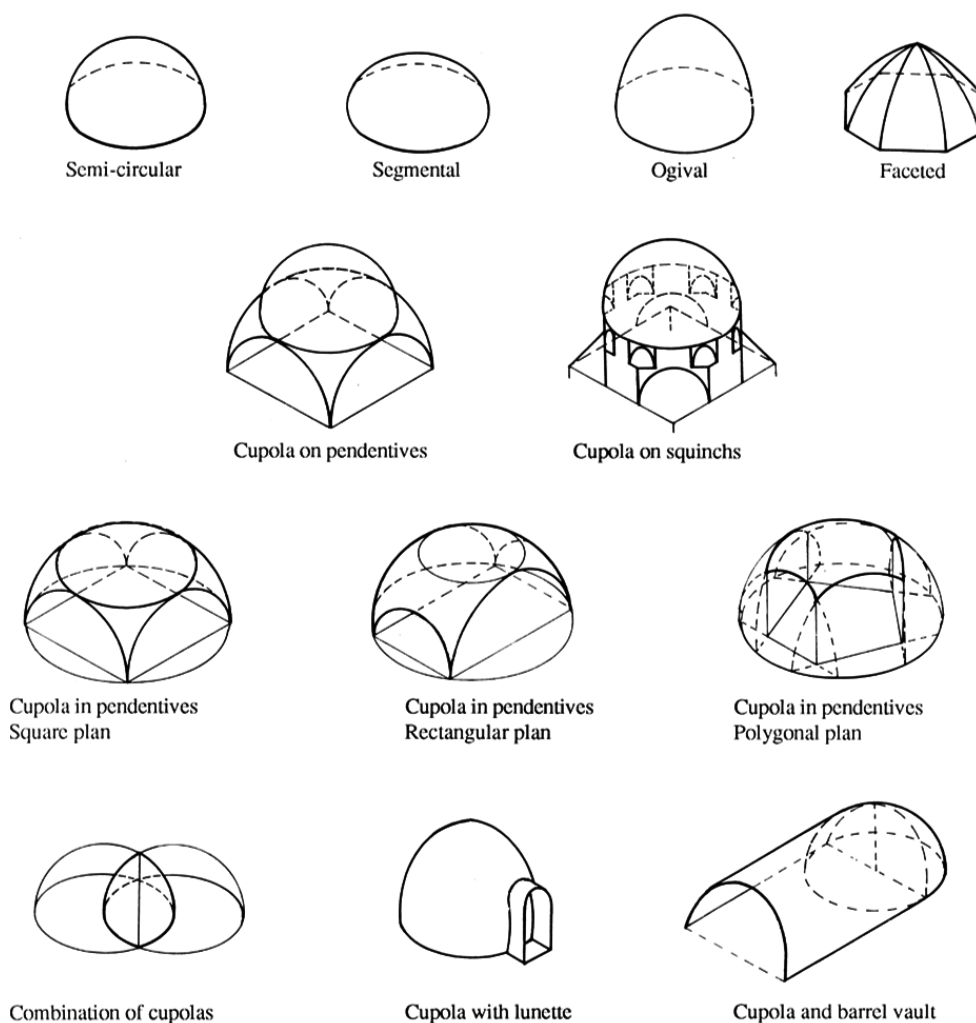 Semi-circular
Segmental
Ogival
Faceted
Cupola on pendentives
Cupola on squinchs
Cupola in pendentives
Square plan
Cupola in pendentives
Rectangular plan
Cupola in pendentives
Polygonal plan
Combination of cupolas
Cupola with lunette
Cupola and barrel vault